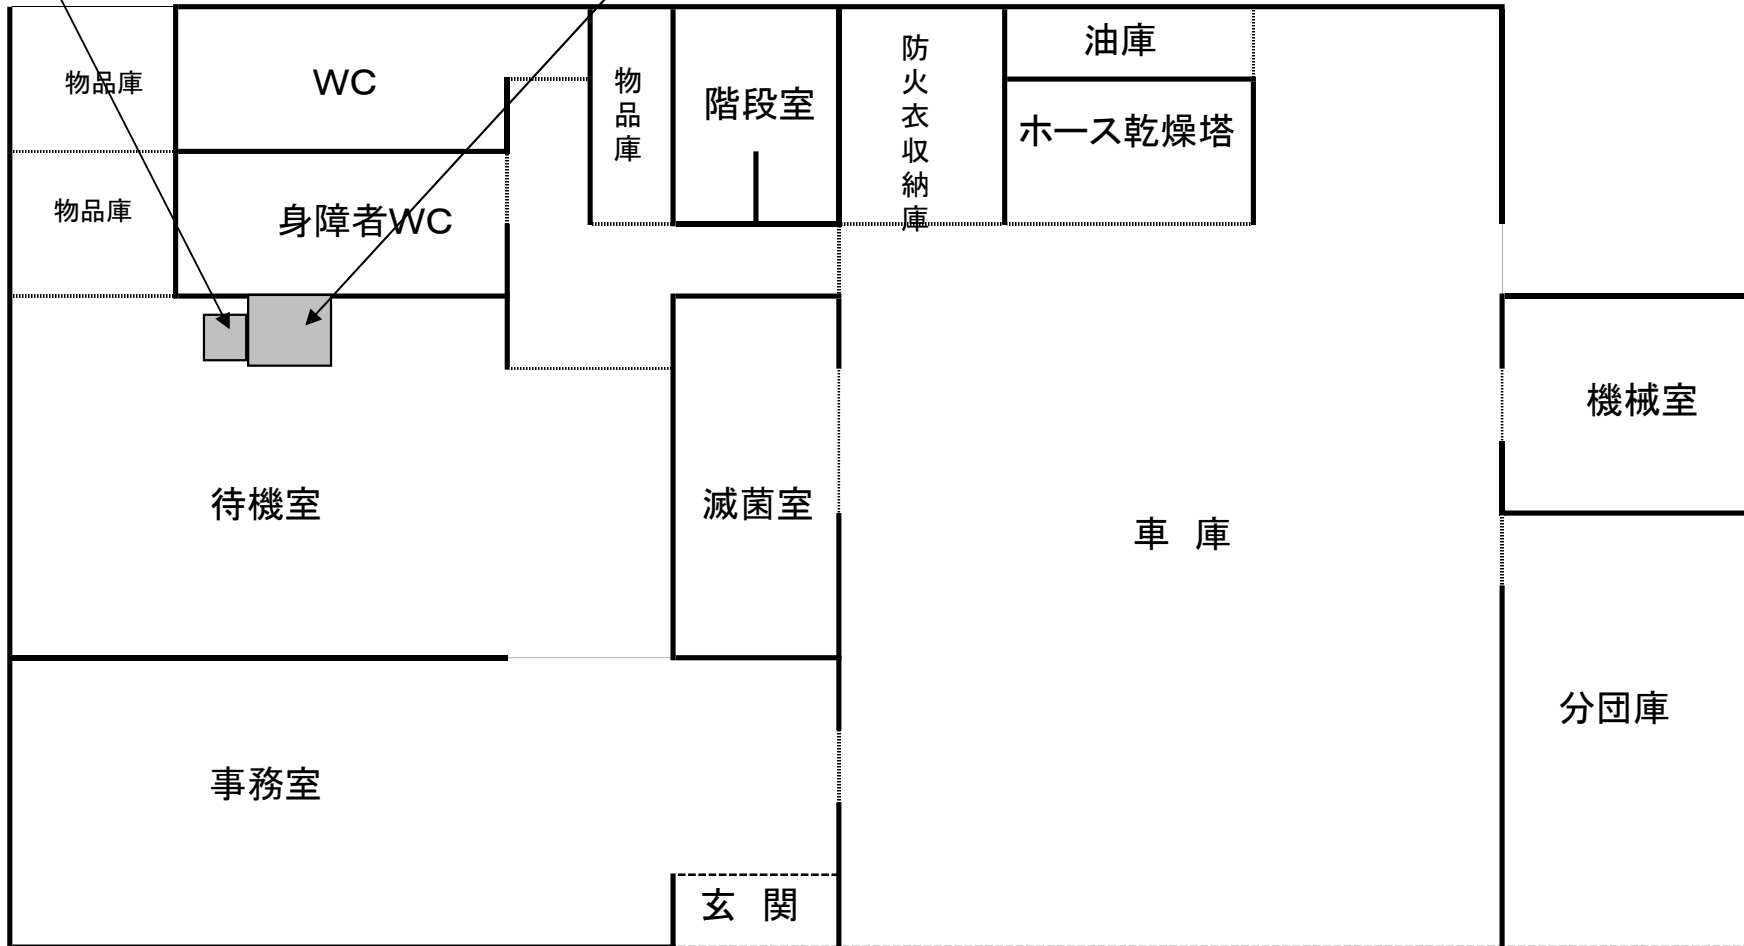 物品庫
WC
物品庫
階段室
防火衣収納庫
油庫
ホース乾燥塔
物品庫
身障者WC
機械室
待機室
滅菌室
車　庫
分団庫
事務室
玄　関